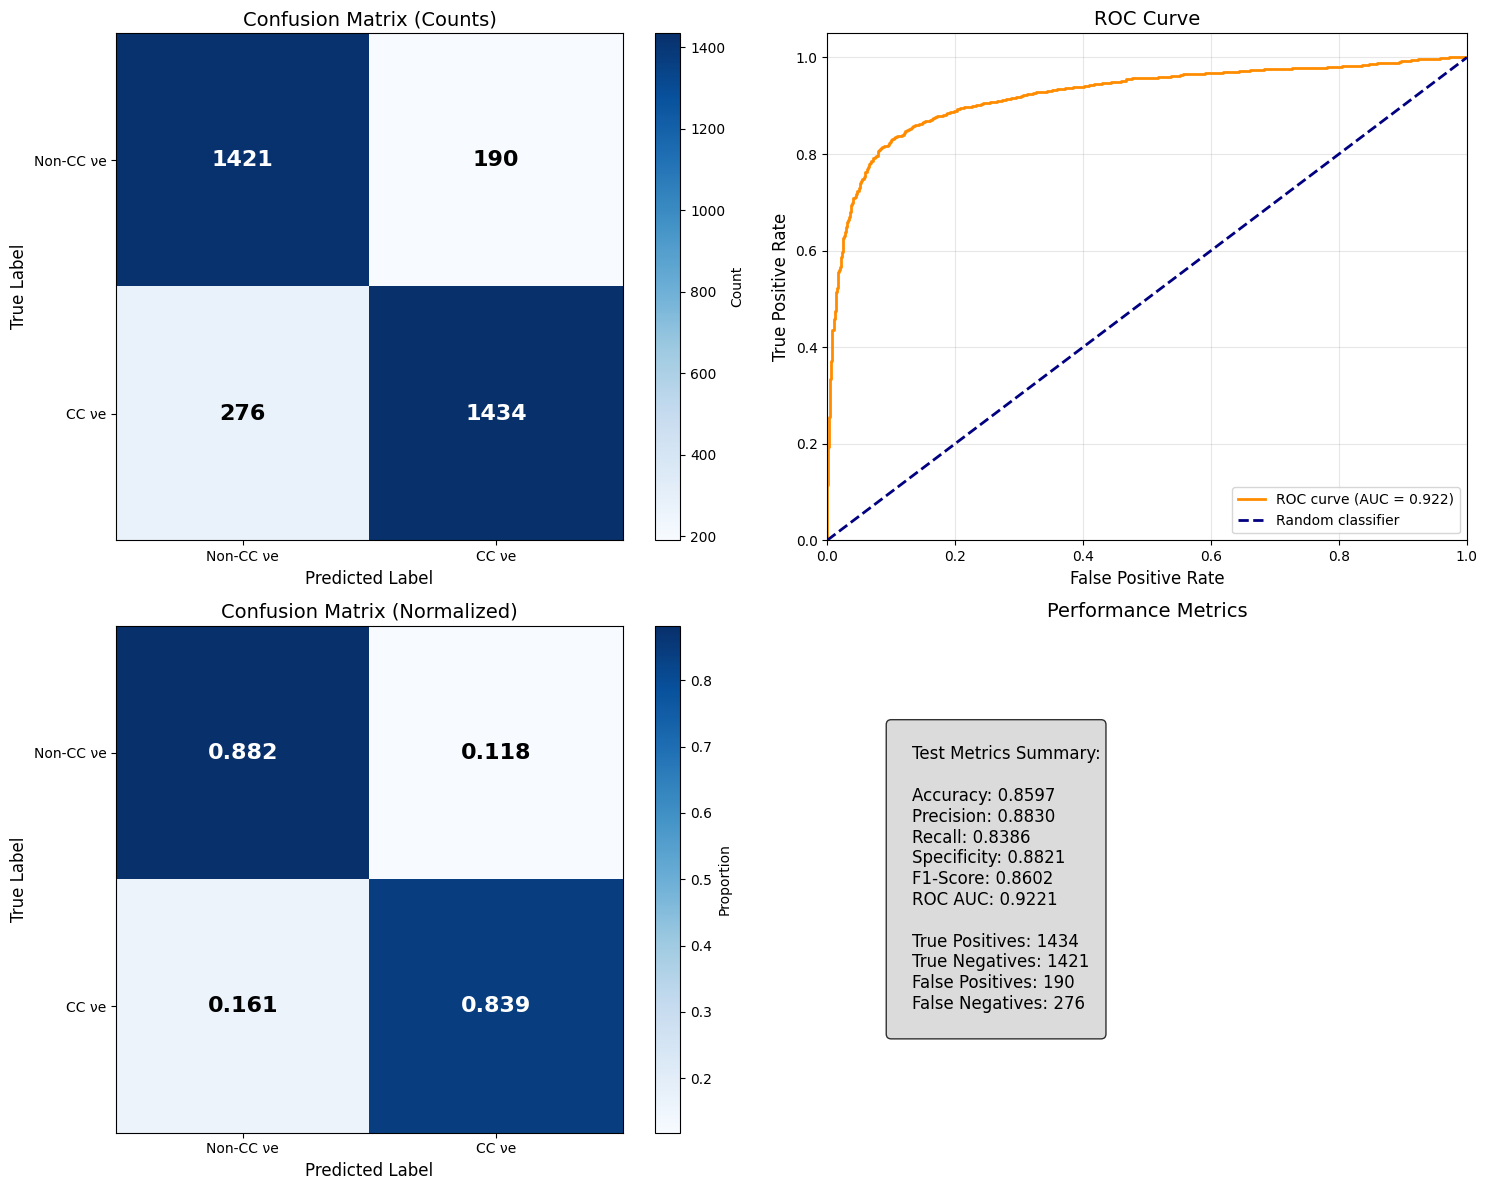 Confusion Matrix (Counts)
True Label
Non-CC νe
CC νe
1421
190
276
1434
Non-CC νe
CC νe
Predicted Label
1400
1200
1000
800
600
400
200
Count
ROC Curve
True Positive Rate
1.0
0.8
0.6
0.4
0.2
0.0
0.0
0.2
0.4
0.6
0.8
1.0
False Positive Rate
ROC curve (AUC = 0.922)
Random classifier
Confusion Matrix (Normalized)
True Label
Non-CC νe
CC νe
0.882
0.118
0.161
0.839
Non-CC νe
CC νe
Predicted Label
0.8
0.7
0.6
0.5
0.4
0.3
0.2
Proportion
Performance Metrics
Test Metrics Summary:
Accuracy: 0.8597
Precision: 0.8830
Recall: 0.8386
Specificity: 0.8821
F1-Score: 0.8602
ROC AUC: 0.9221
True Positives: 1434
True Negatives: 1421
False Positives: 190
False Negatives: 276